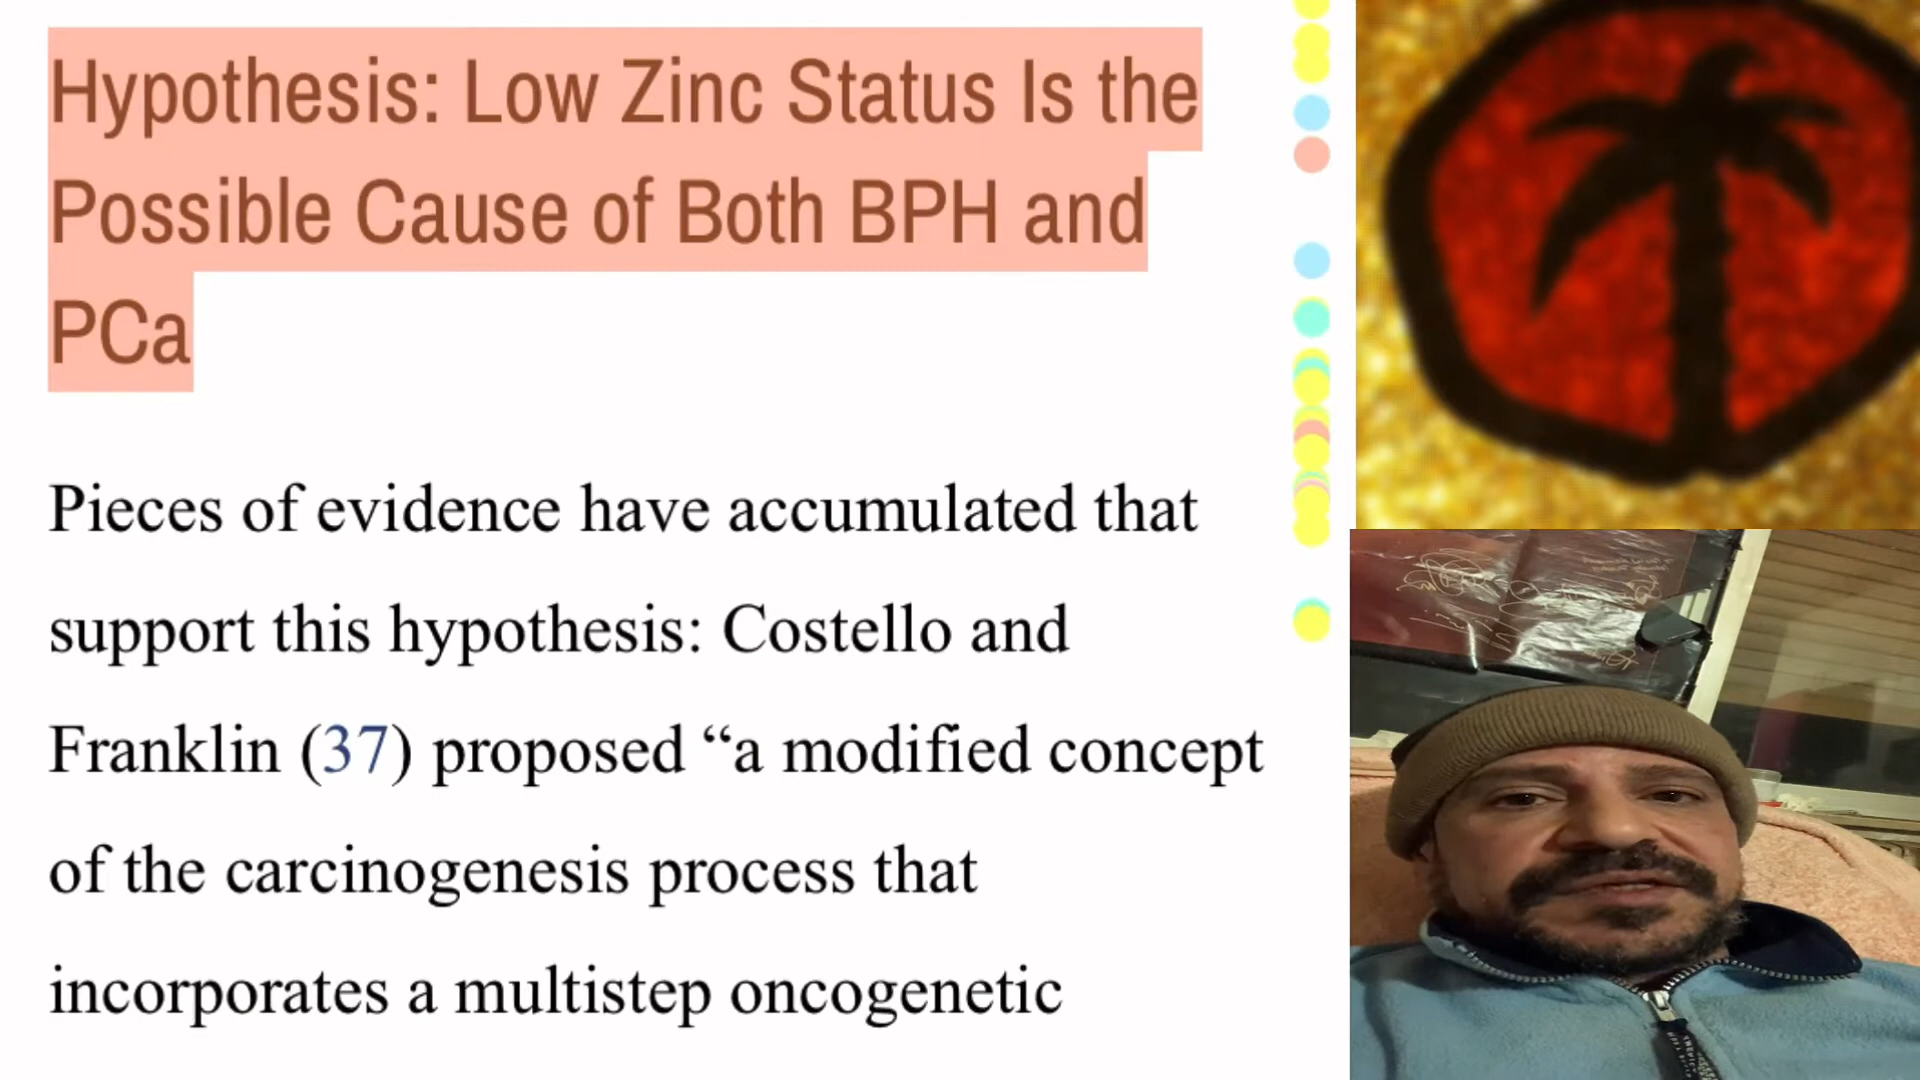 Hypothesis: Low Zinc Status Is the
Possible Cause of Both BPH and
PCa
Pieces of evidence have accumulated that
support this hypothesis: Costello and
Franklin (37) proposed “a modified concept
of the carcinogenesis process that
incorporates a multistep oncogenetic